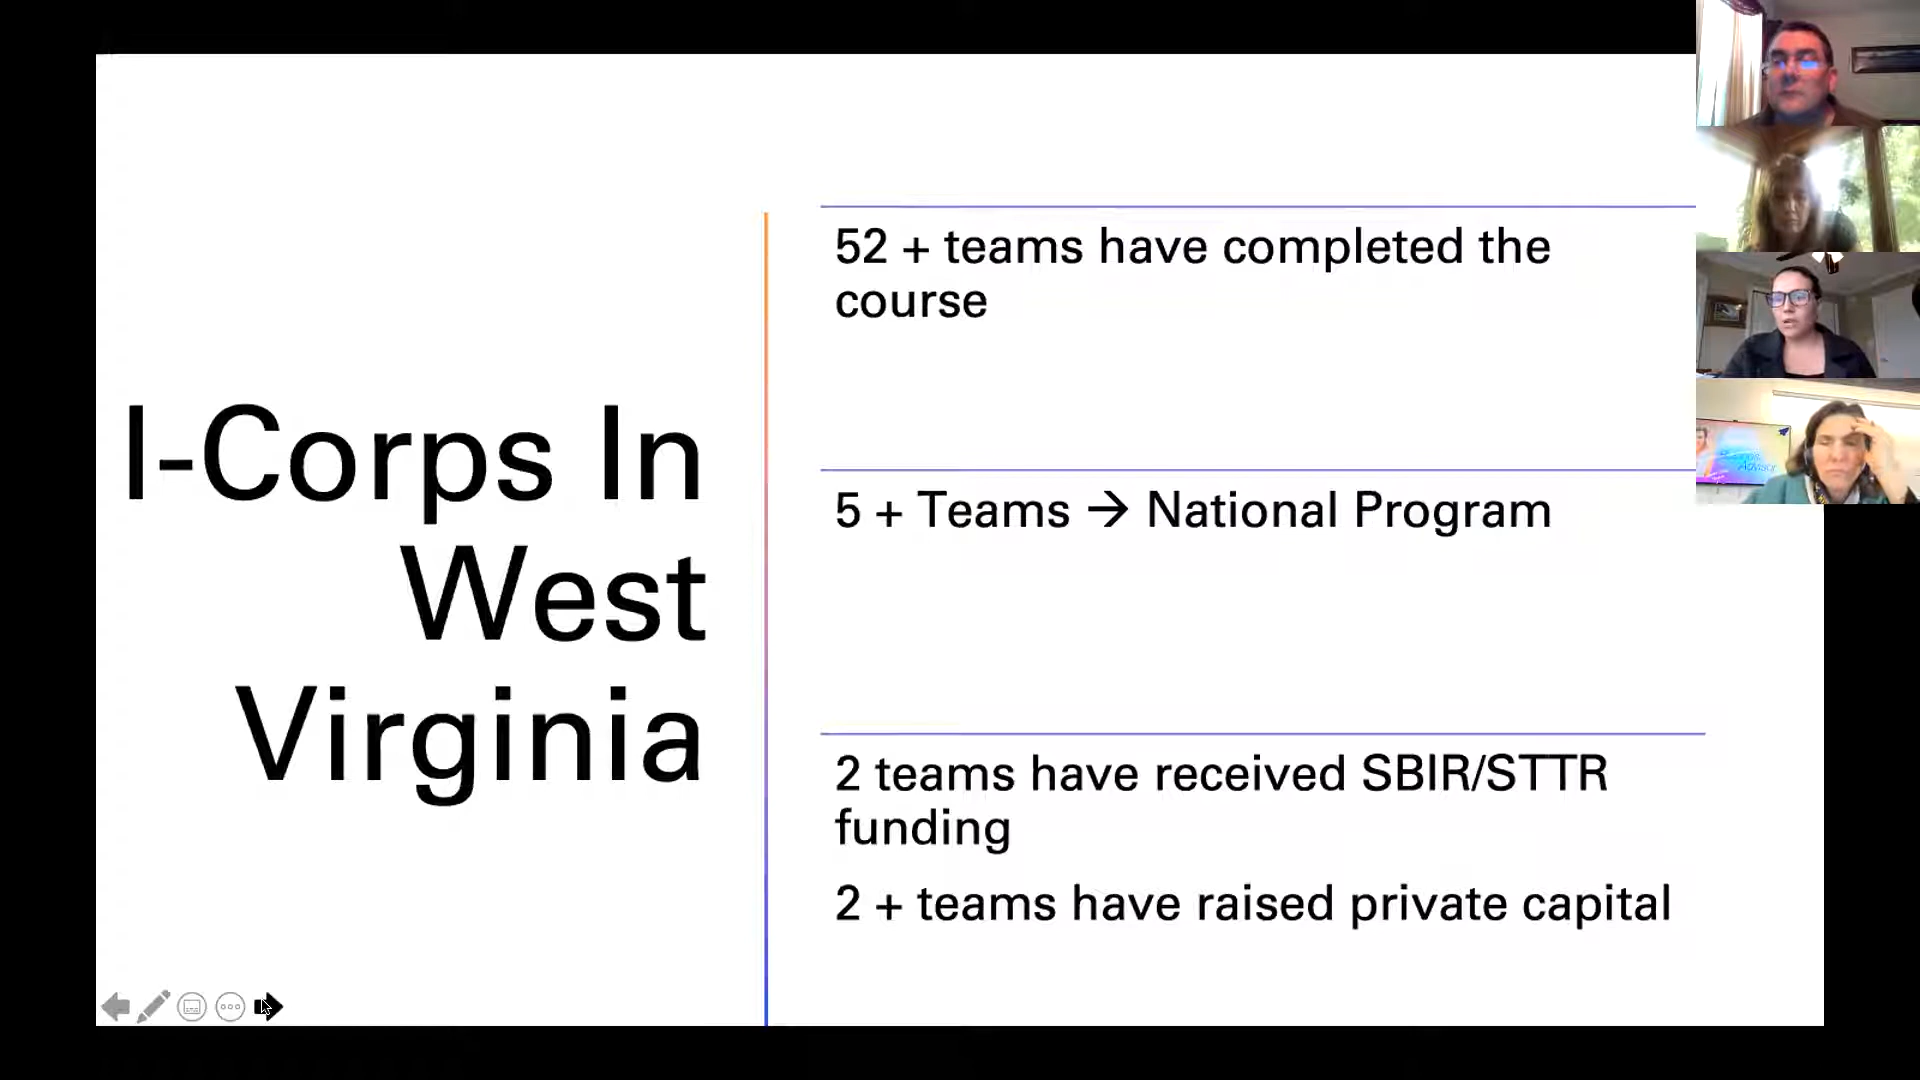 I-Corps In
West
Virginia
52 + teams have completed the
course
5 + Teams → National Program
2 teams have received SBIR/STTR
funding
2 + teams have raised private capital
Advisor